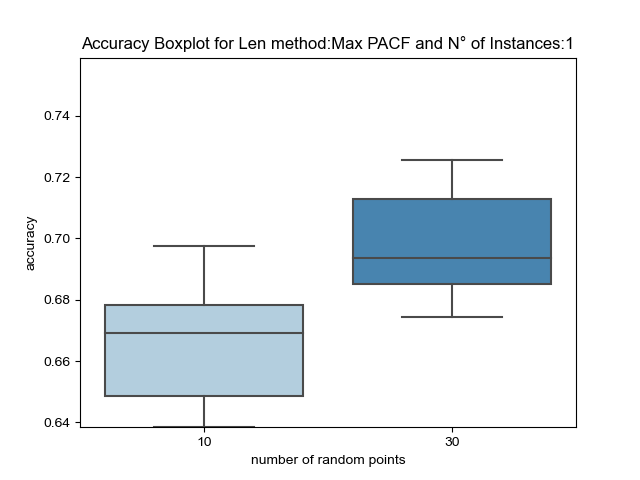 Accuracy Boxplot for Len method:Max PACF and N° of Instances:1
0.74
0.72
0.70
0.68
0.66
0.64
accuracy
10 30
number of random points